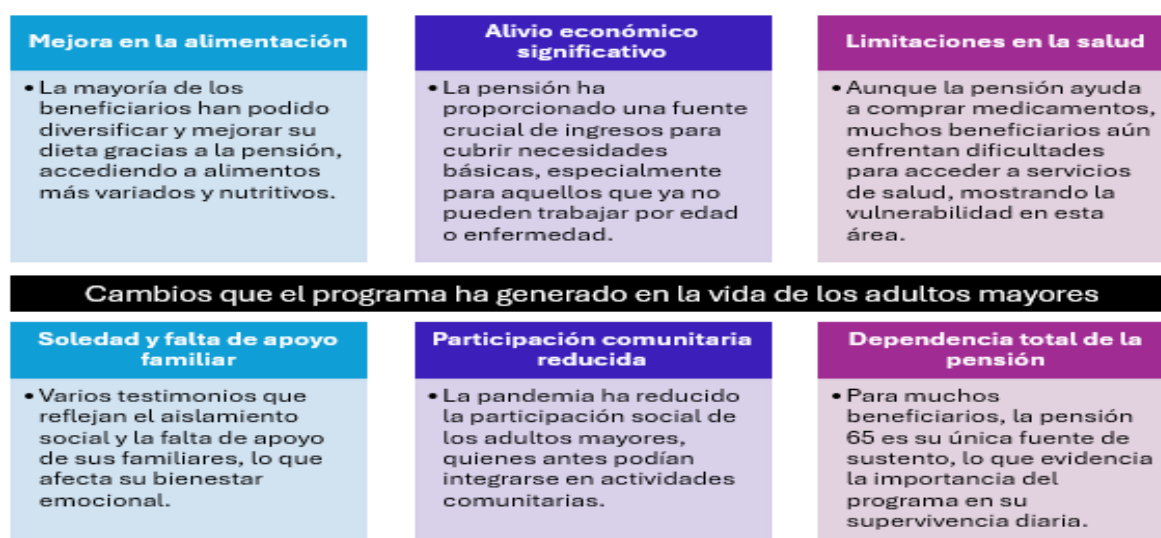 Mejora en la alimentación
• La mayoría de los
beneficiarios han podido
diversificar y mejorar su
dieta gracias a la pensión,
accediendo a alimentos
más variados y nutritivos.
Alivio económico
significativo
• La pensión ha
proporcionado una fuente
crucial de ingresos para
cubrir necesidades
básicas, especialmente
para aquellos que ya no
pueden trabajar por edad
o enfermedad.
Limitaciones en la salud
• Aunque la pensión ayuda
a comprar medicamentos,
muchos beneficiarios aún
enfrentan dificultades
para acceder a servicios
de salud, mostrando la
vulnerabilidad en esta
área.
Cambios que el programa ha generado en la vida de los adultos mayores
Soledad y falta de apoyo
familiar
• Varios testimonios que
reflejan el aislamiento
social y la falta de apoyo
de sus familiares, lo que
afecta su bienestar
emocional.
Participación comunitaria
reducida
• La pandemia ha reducido
la participación social de
los adultos mayores,
quienes antes podían
integrarse en actividades
comunitarias.
Dependencia total de la
pensión
• Para muchos
beneficiarios, la pensión
65 es su única fuente de
sustento, lo que evidencia
la importancia del
programa en su
supervivencia diaria.